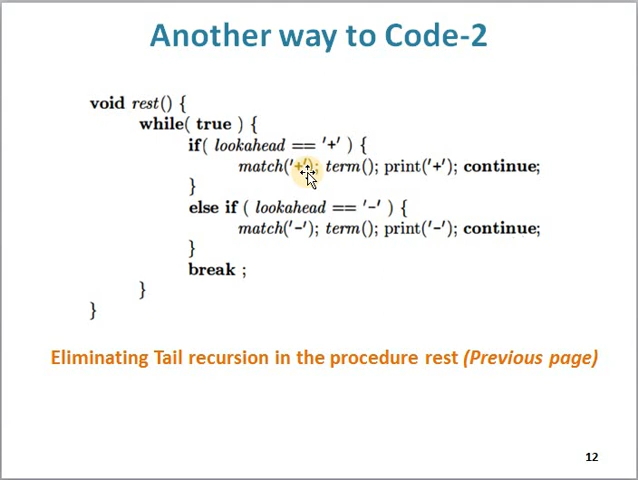 Another way to Code-2
void rest() {
while( true ) {
if( lookahead == '+' ) {
match('+'); term(); print('+'); continue;
}
else if ( lookahead == '-' ) {
match('-'); term(); print('-'); continue;
}
break ;
}
}
Eliminating Tail recursion in the procedure rest (Previous page)
12